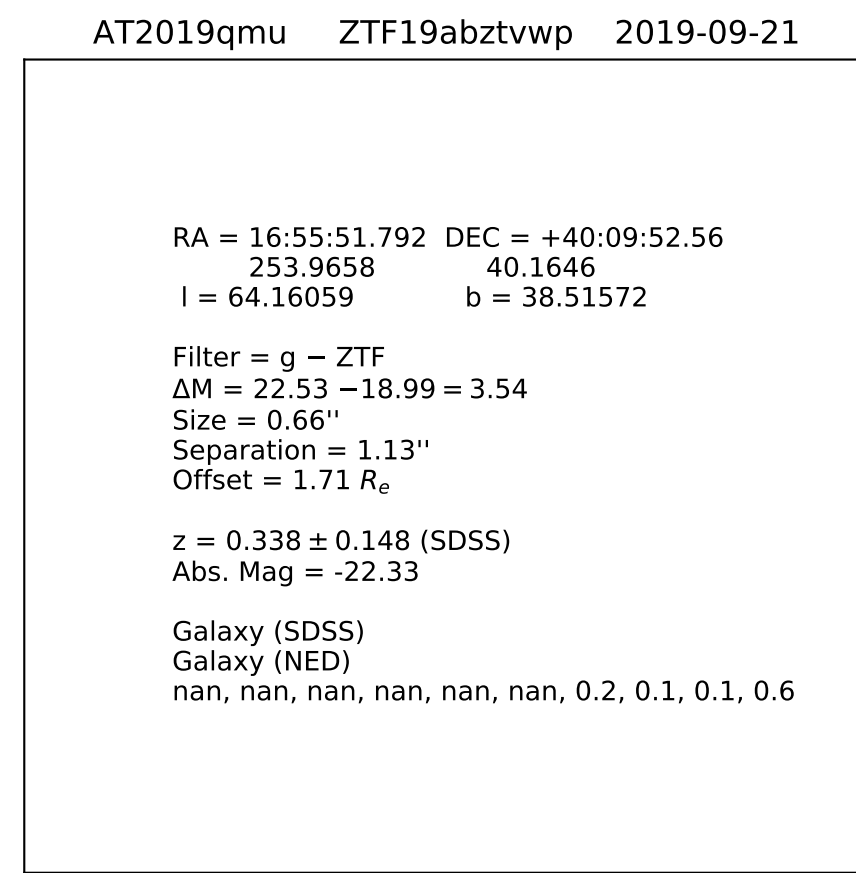 AT2019qmu ZTF19abztvwp 2019-09-21
RA = 16:55:51.792 DEC = +40:09:52.56
253.9658 40.1646
l = 64.16059 b = 38.51572
Filter = g − ZTF
ΔM = 22.53 −18.99 = 3.54
Size = 0.66''
Separation = 1.13''
Offset = 1.71 Re
z = 0.338 ± 0.148 (SDSS)
Abs. Mag = -22.33
Galaxy (SDSS)
Galaxy (NED)
nan, nan, nan, nan, nan, nan, 0.2, 0.1, 0.1, 0.6